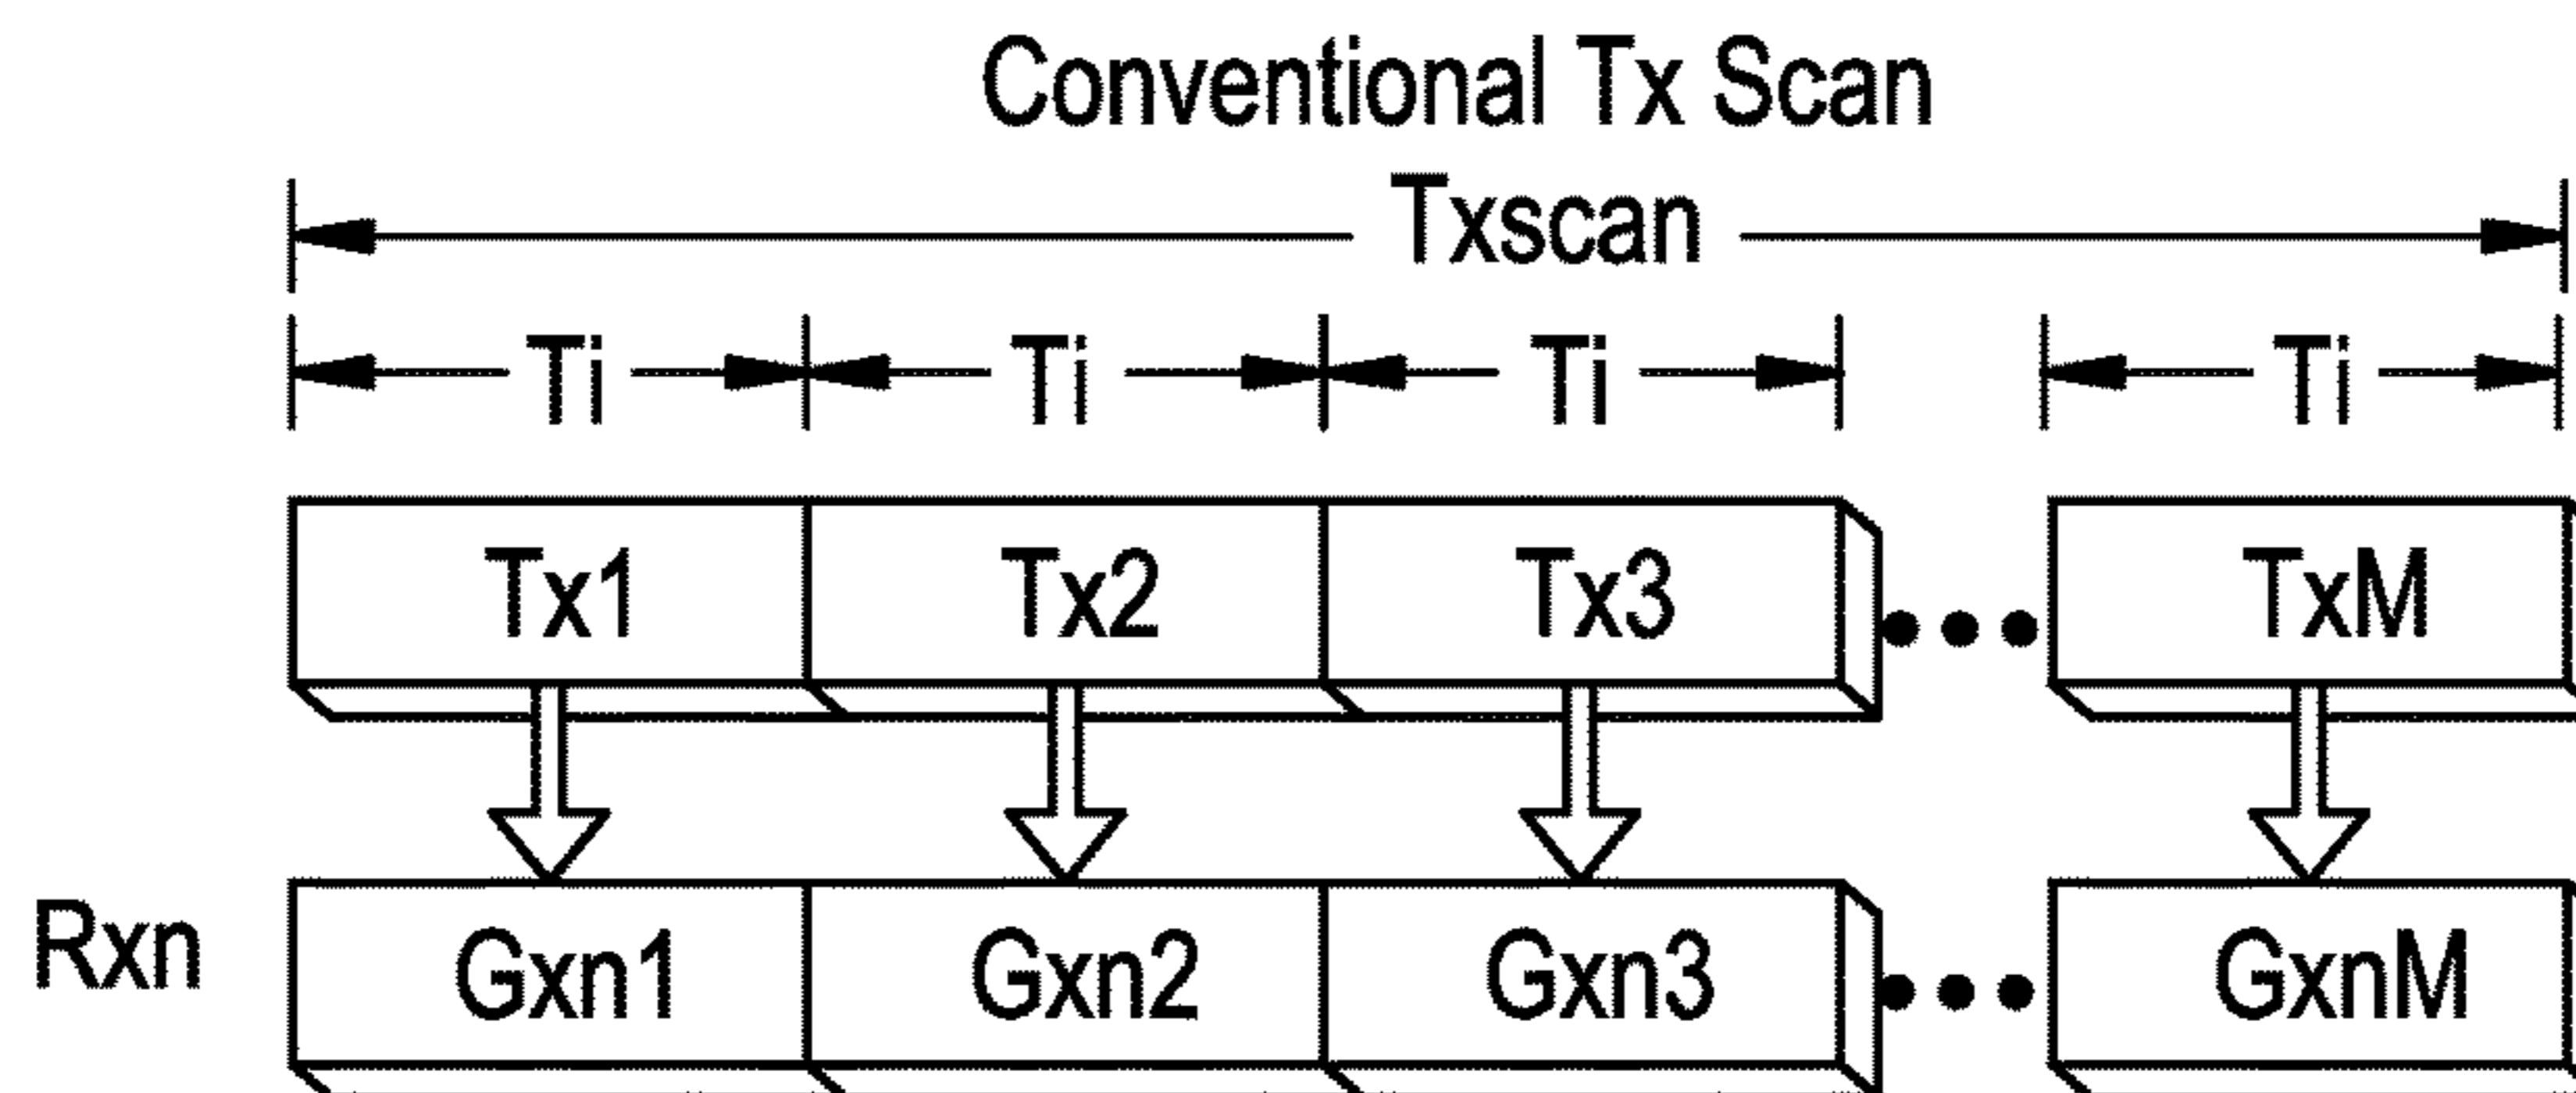 Conventional Tx Scan
Txscan
Ti Ti Ti Ti
Tx1 Tx2 Tx3 TxM
Rxn Gxn1 Gxn2 Gxn3 GxnM